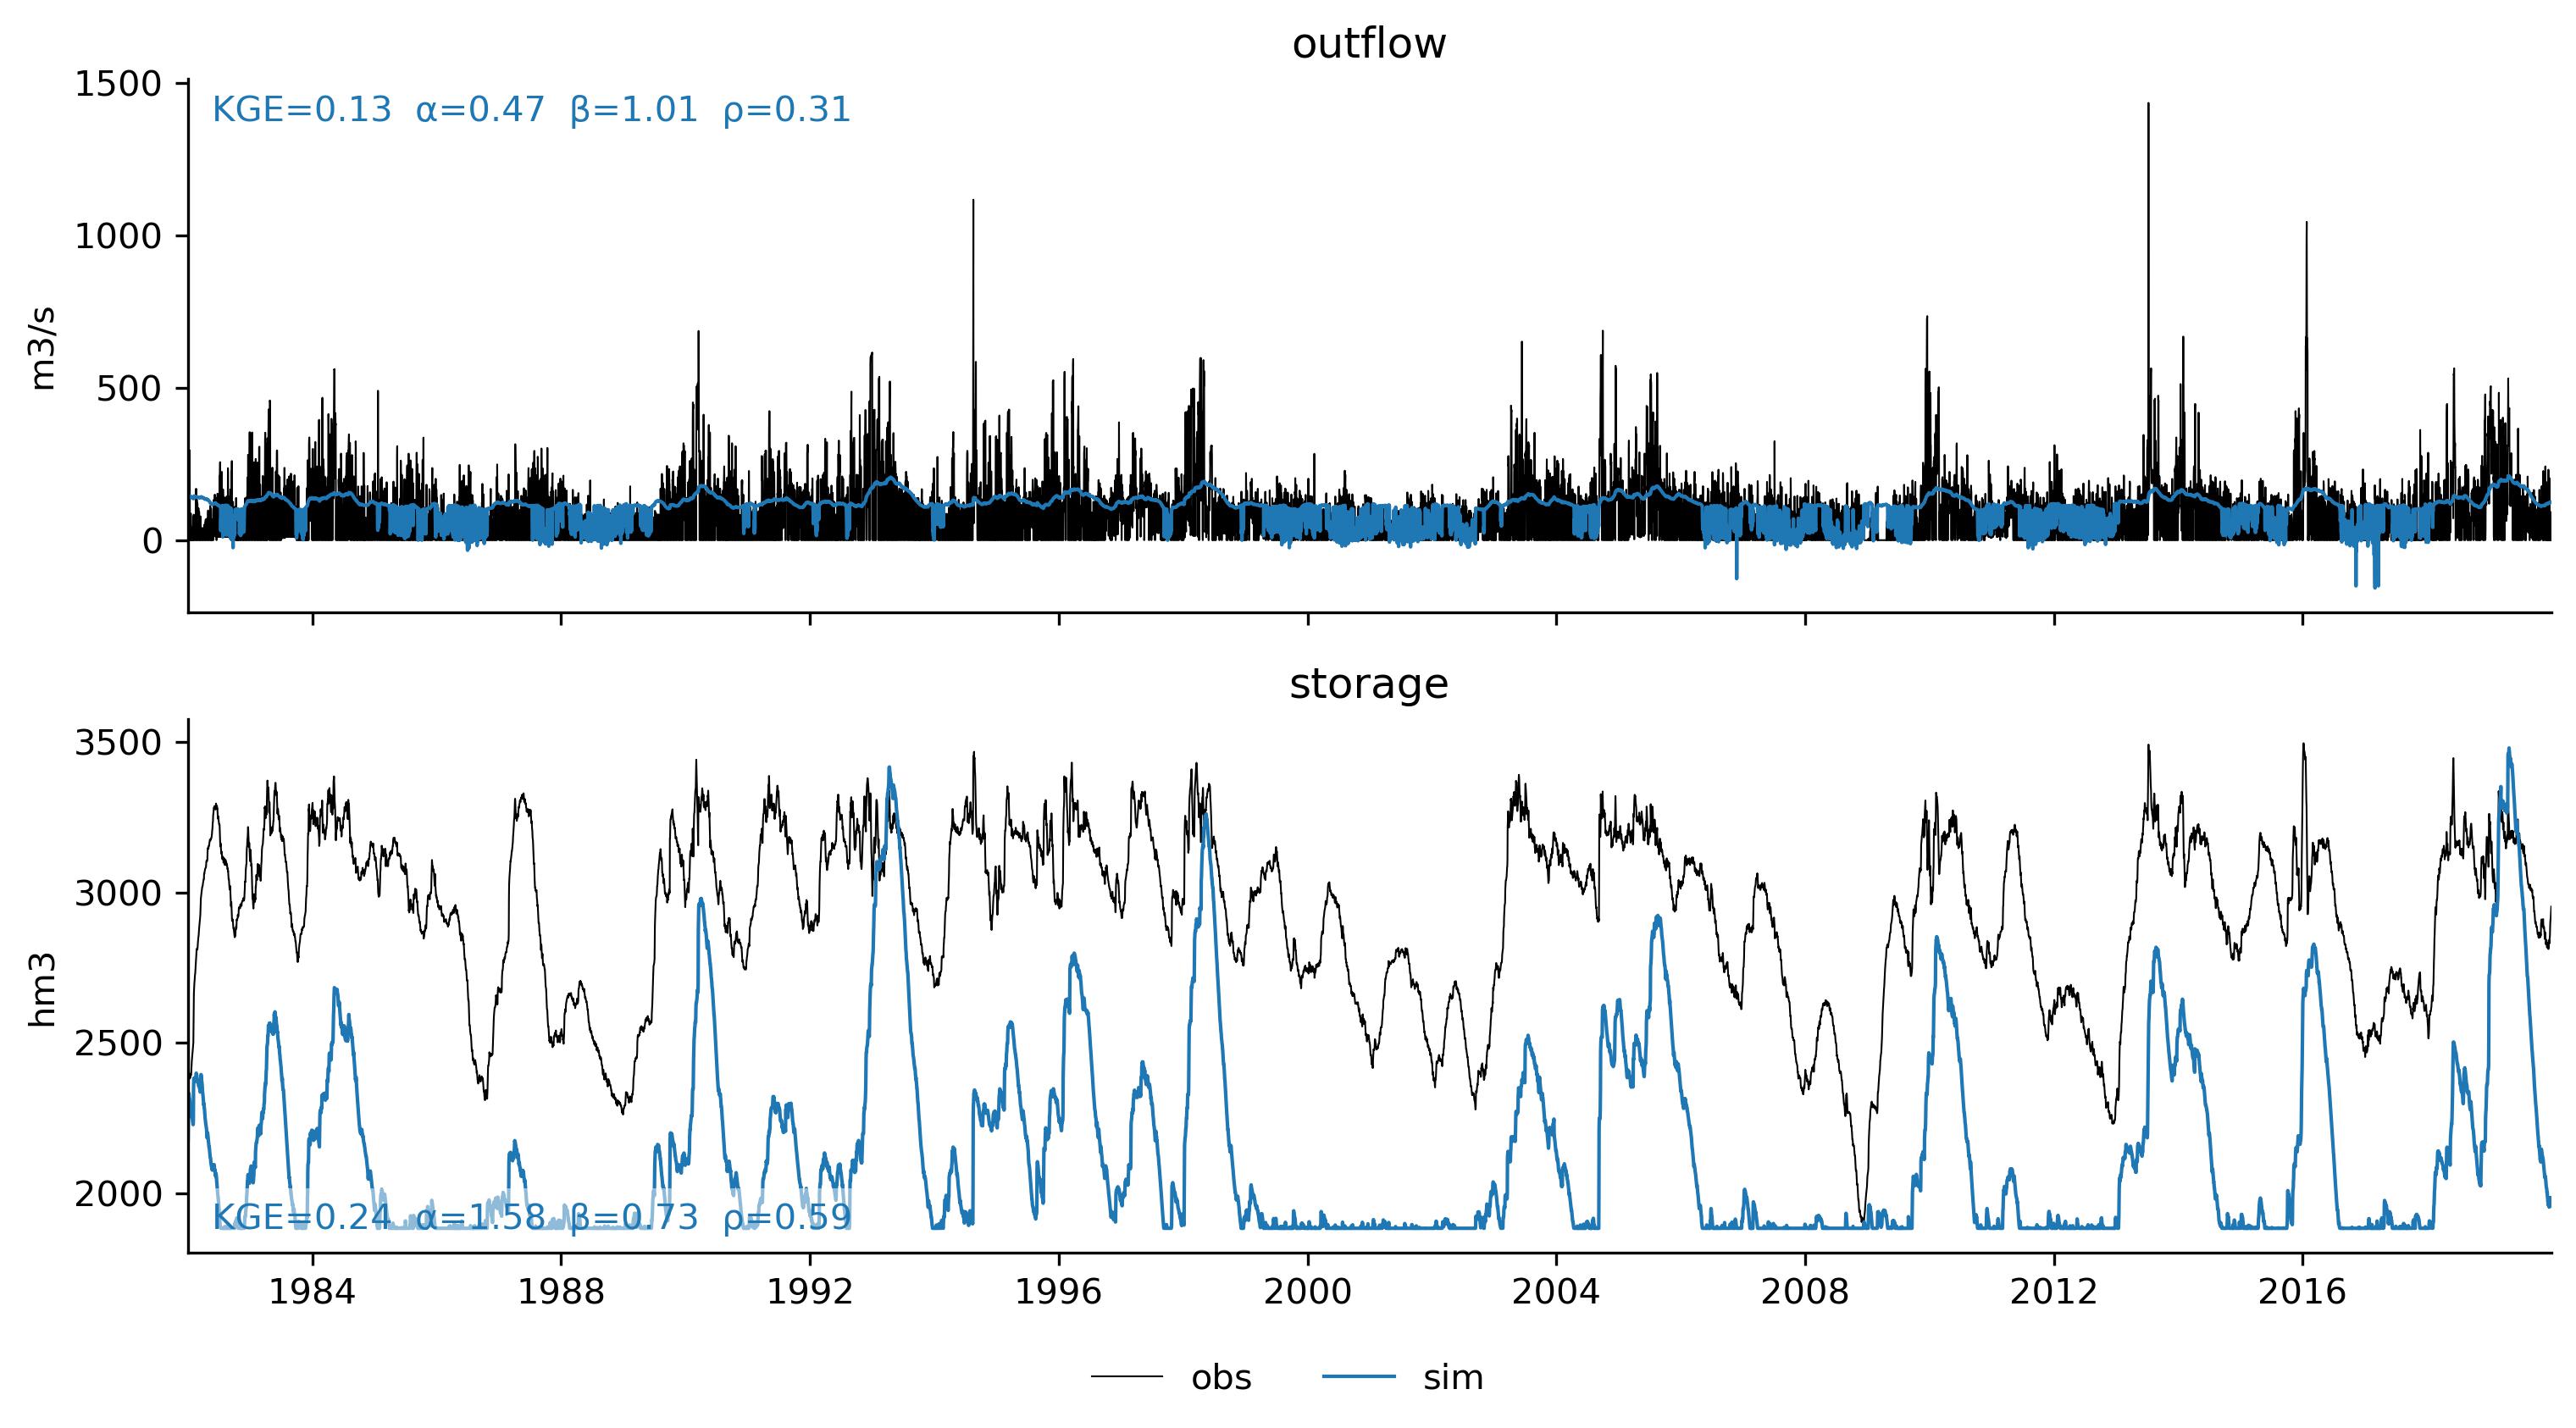 outflow
1500
KGE=0.13 α=0.47 β=1.01 ρ=0.31
1000
m3/s
500
0
storage
3500
3000
hm3
2500
2000
KGE=0.24 α=1.58 β=0.73 ρ=0.59
1984 1988 1992 1996 2000 2004 2008 2012 2016
obs sim